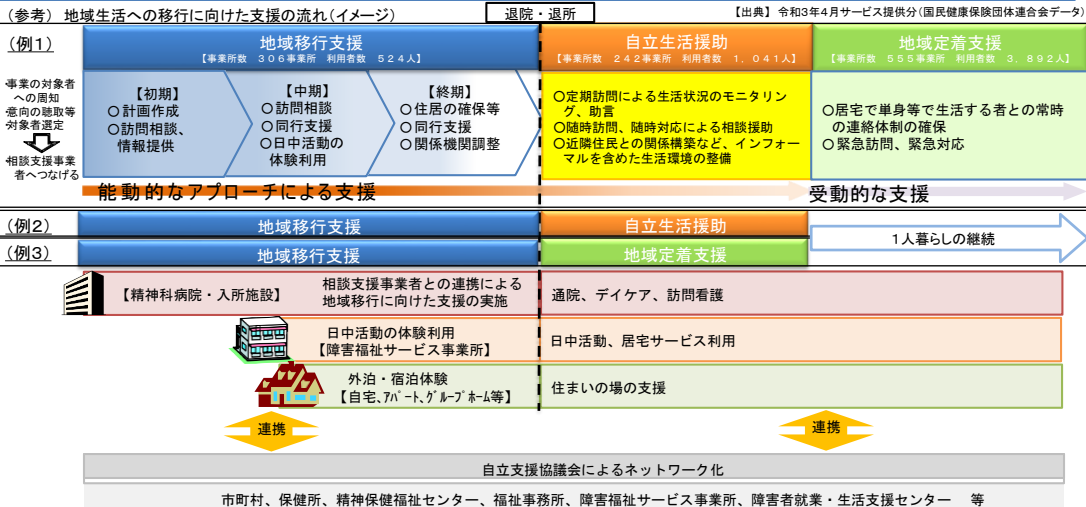 (参考) 地域生活への移行に向けた支援の流れ(イメージ)
退院・退所
【出典】 令和3年4月サービス提供分(国民健康保険団体連合会データ)
(例1)
地域移行支援
【事業所数 306事業所 利用者数 524人】
自立生活援助
【事業所数 242事業所 利用者数 1,041人】
地域定着支援
【事業所数 555事業所 利用者数 3,892人】
・事業の対象者
への周知
・意向の聴取等
・対象者選定
・相談支援事業
者へつなげる
【初期】
○計画作成
○訪問相談、
情報提供
【中期】
○訪問相談
○同行支援
○日中活動の
体験利用
【終期】
○住居の確保等
○同行支援
○関係機関調整
○定期訪問による生活状況のモニタリン
グ、助言
○随時訪問、随時対応による相談援助
○近隣住民との関係構築など、インフォー
マルを含めた生活環境の整備
○居宅で単身等で生活する者との常時
の連絡体制の確保
○緊急訪問、緊急対応
能動的なアプローチによる支援
受動的な支援
(例2)
地域移行支援
自立生活援助
1人暮らしの継続
(例3)
地域移行支援
地域定着支援
【精神科病院・入所施設】
相談支援事業者との連携による
地域移行に向けた支援の実施
通院、デイケア、訪問看護
日中活動の体験利用
【障害福祉サービス事業所】
日中活動、居宅サービス利用
外泊・宿泊体験
【自宅、アパート、グループホーム等】
住まいの場の支援
連携
連携
自立支援協議会によるネットワーク化
市町村、保健所、精神保健福祉センター、福祉事務所、障害福祉サービス事業所、障害者就業・生活支援センター 等